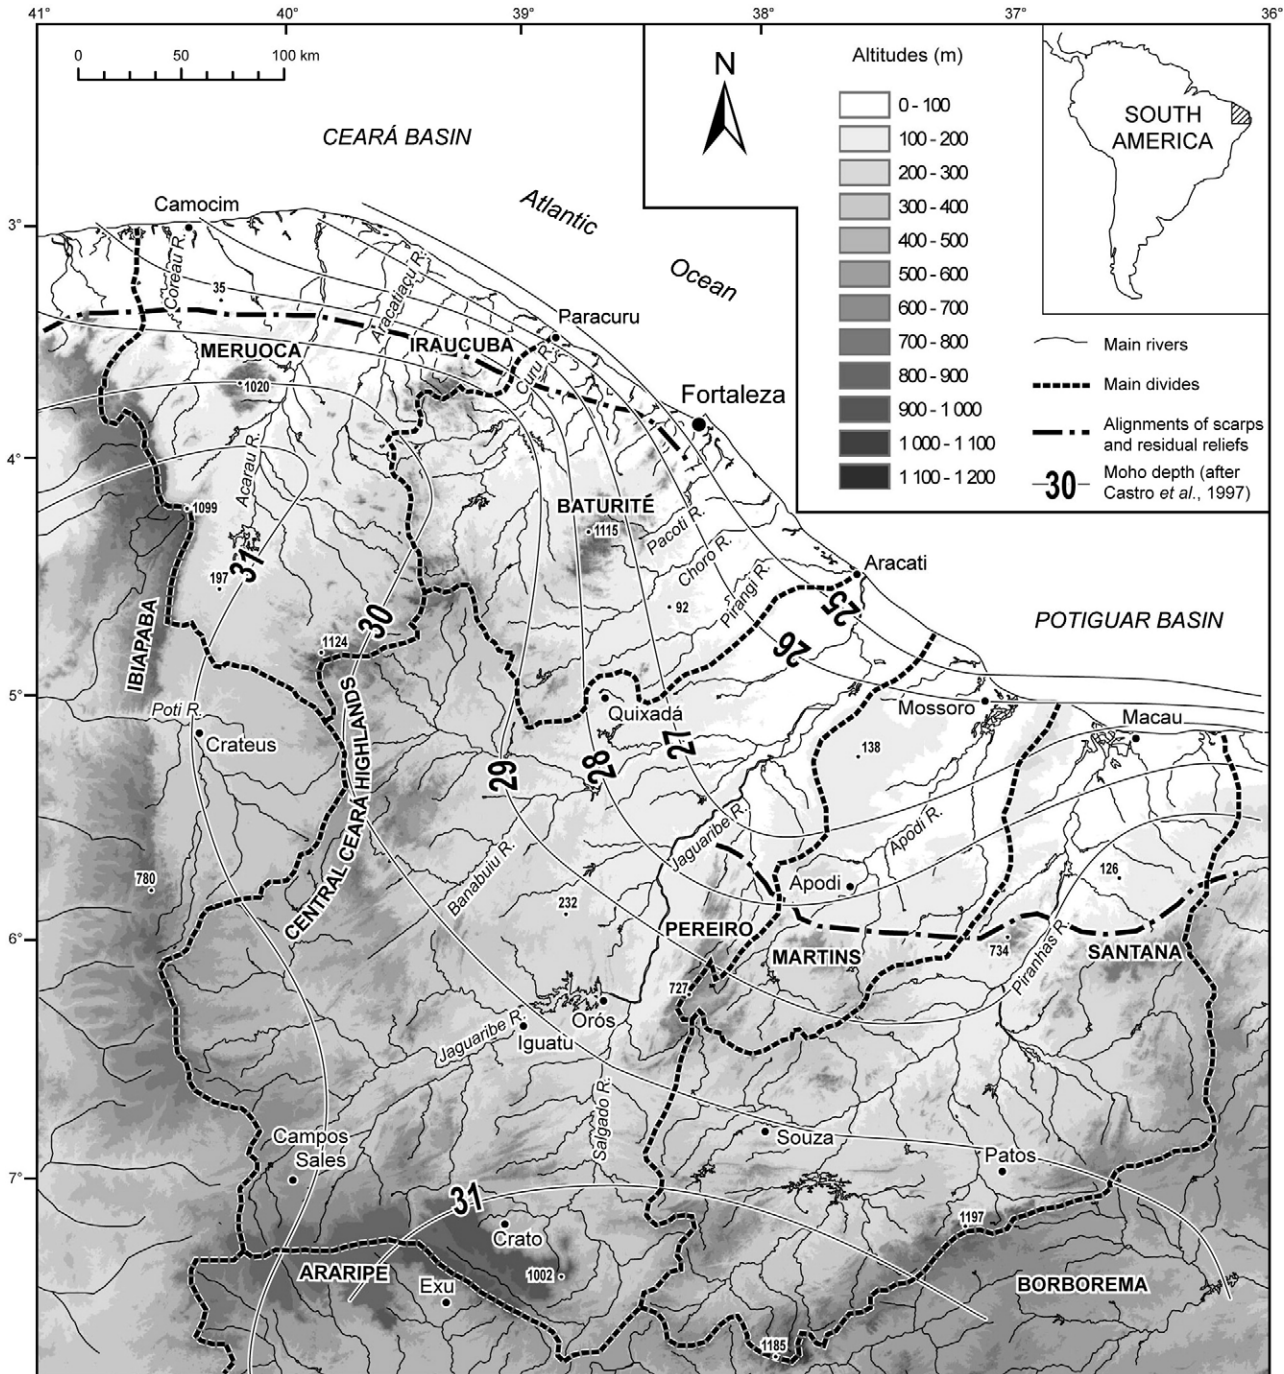 41°
40°
39°
38°
37°
36°
0 50 100 km
N
Altitudes (m)
0 - 100
100 - 200
200 - 300
300 - 400
400 - 500
500 - 600
600 - 700
700 - 800
800 - 900
900 - 1 000
1 000 - 1 100
1 100 - 1 200
SOUTH
AMERICA
Main rivers
Main divides
Alignments of scarps
and residual reliefs
30
Moho depth (after
Castro et al., 1997)
CEARÁ BASIN
Atlantic
Ocean
Camocim
3°
Coreau R.
35
Aracatiaçu R.
Paracuru
MERUOCA
IRAUCUBA
Curu R.
1020
Fortaleza
4°
Acarau R.
1099
BATURITÉ
1115
Pacoti R.
Choro R.
Pirangi R.
Aracati
31
197
92
30
25
26
POTIGUAR BASIN
IBIAPABA
1124
5°
Poti R.
Crateus
Quixadá
Mossoro
Macau
CENTRAL CEARÁ HIGHLANDS
27
28
29
138
Jaguaribe R.
Apodi R.
Banabuiu R.
780
Apodi
126
232
6°
PEREIRO
MARTINS
734
Piranhas R.
SANTANA
727
Orós
Jaguaribe R.
Iguatu
Salgado R.
Souza
Campos
Sales
Patos
7°
31
Crato
1197
ARARIPE
Exu
1002
BORBOREMA
1185